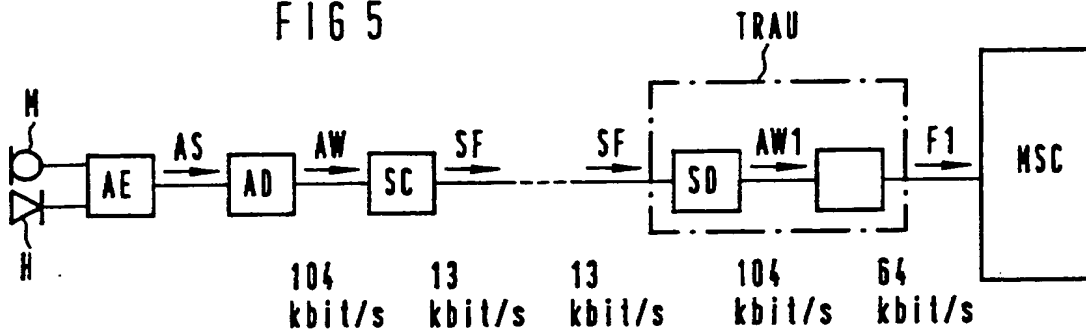 FIG 5
TRAU
M
AS
AW
SF
SF
AW1
F1
AE
AD
SC
SD
MSC
H
104 kbit/s
13 kbit/s
13 kbit/s
104 kbit/s
64 kbit/s